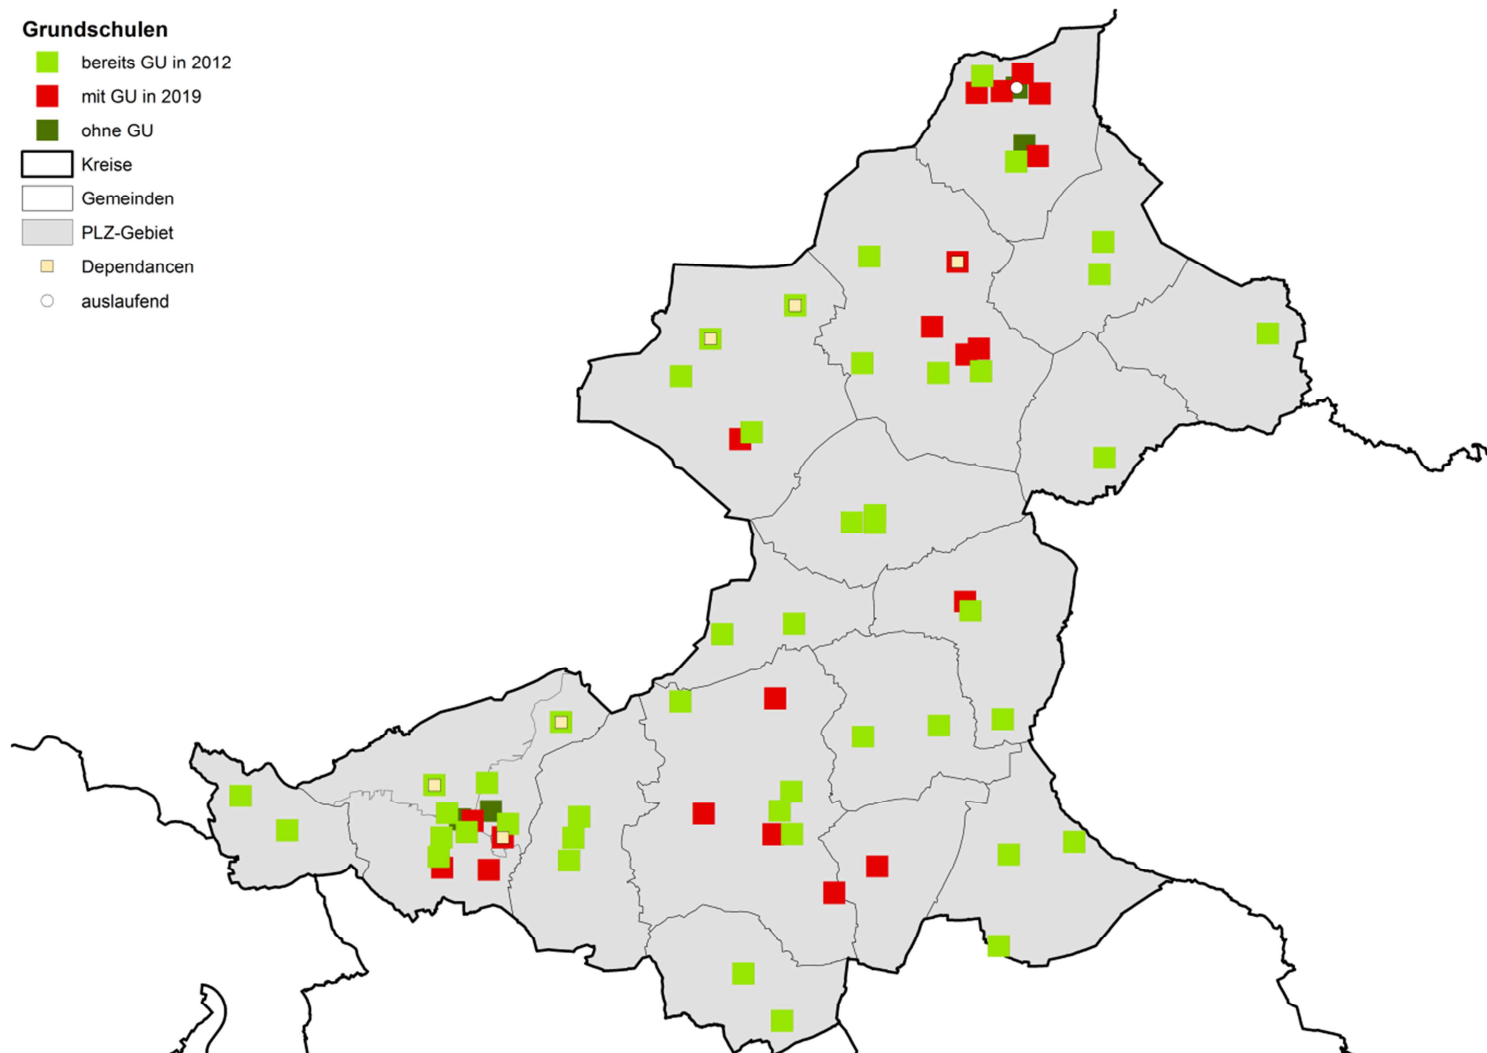 Grundschulen
bereits GU in 2012
mit GU in 2019
ohne GU
Kreise
Gemeinden
PLZ-Gebiet
Dependancen
auslaufend